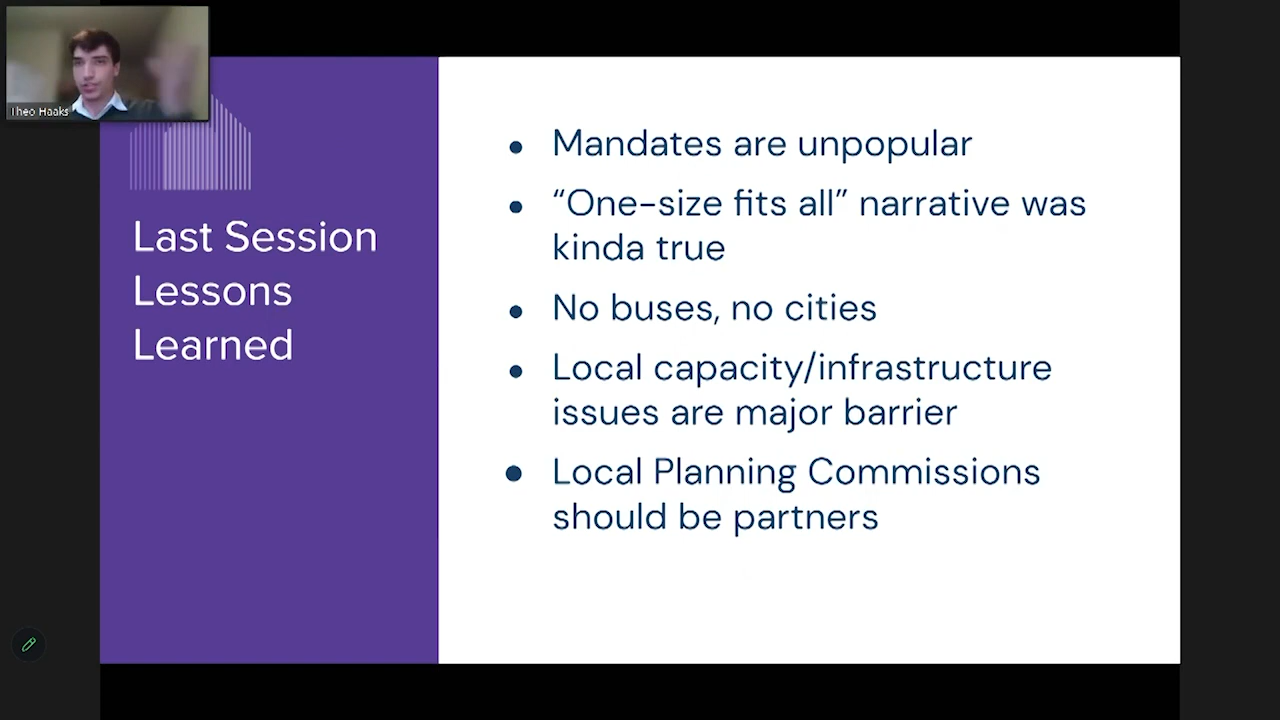 Theo Haaks
Last Session
Lessons
Learned
Mandates are unpopular
“One-size fits all” narrative was
kinda true
No buses, no cities
Local capacity/infrastructure
issues are major barrier
Local Planning Commissions
should be partners